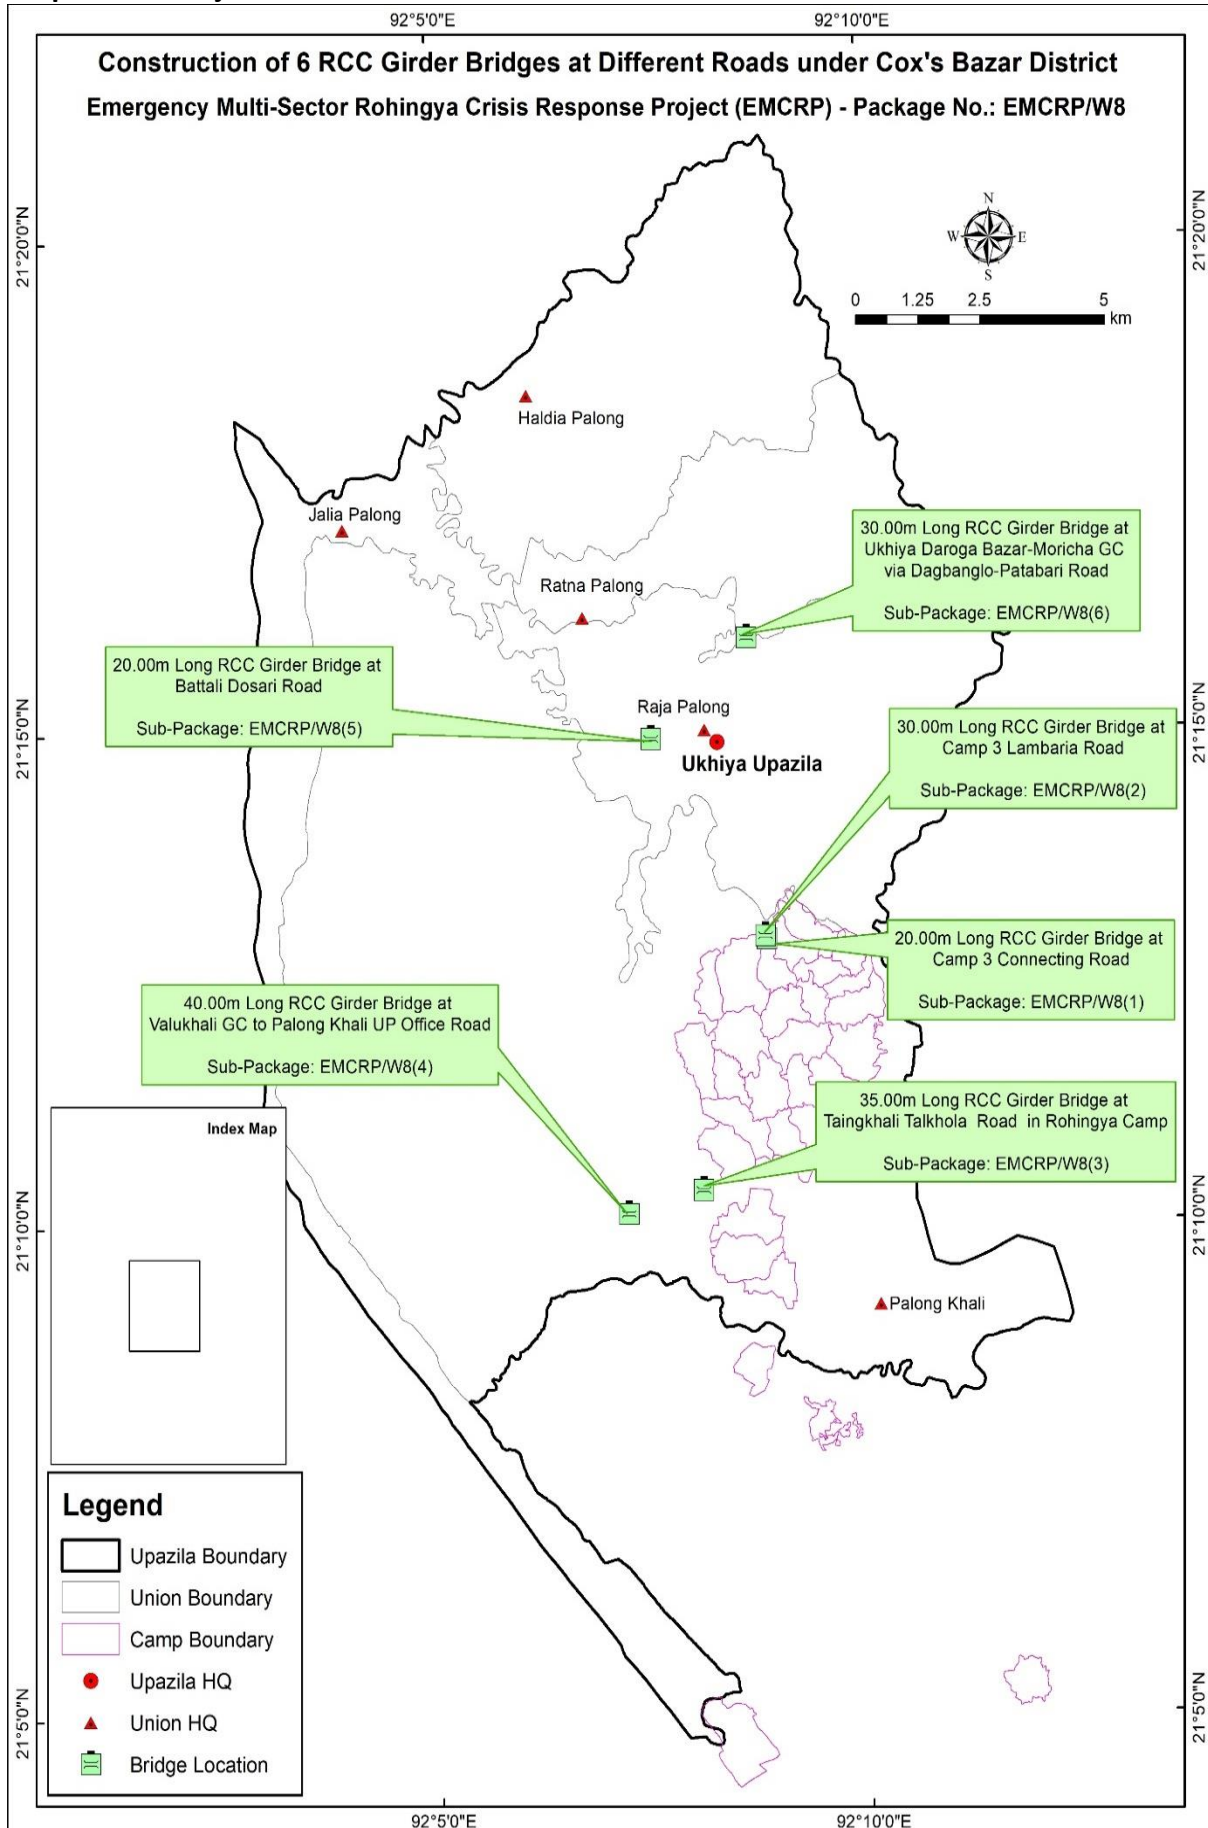 92°5'0"E
92°10'0"E
Construction of 6 RCC Girder Bridges at Different Roads under Cox's Bazar District
Emergency Multi-Sector Rohingya Crisis Response Project (EMCRP) - Package No.: EMCRP/W8
N
W
E
S
21°20'0"N
21°20'0"N
0 1.25 2.5 5
km
Haldia Palong
Jalia Palong
30.00m Long RCC Girder Bridge at
Ukhiya Daroga Bazar-Moricha GC
via Dagbanglo-Patabari Road
Sub-Package: EMCRP/W8(6)
Ratna Palong
20.00m Long RCC Girder Bridge at
Battali Dosari Road
Sub-Package: EMCRP/W8(5)
Raja Palong
Ukhiya Upazila
21°15'0"N
21°15'0"N
30.00m Long RCC Girder Bridge at
Camp 3 Lambaria Road
Sub-Package: EMCRP/W8(2)
20.00m Long RCC Girder Bridge at
Camp 3 Connecting Road
Sub-Package: EMCRP/W8(1)
40.00m Long RCC Girder Bridge at
Valukhali GC to Palong Khali UP Office Road
Sub-Package: EMCRP/W8(4)
35.00m Long RCC Girder Bridge at
Taingkhali Talkhola Road in Rohingya Camp
Sub-Package: EMCRP/W8(3)
Index Map
21°10'0"N
21°10'0"N
Palong Khali
Legend
Upazila Boundary
Union Boundary
Camp Boundary
Upazila HQ
Union HQ
Bridge Location
21°5'0"N
21°5'0"N
92°5'0"E
92°10'0"E